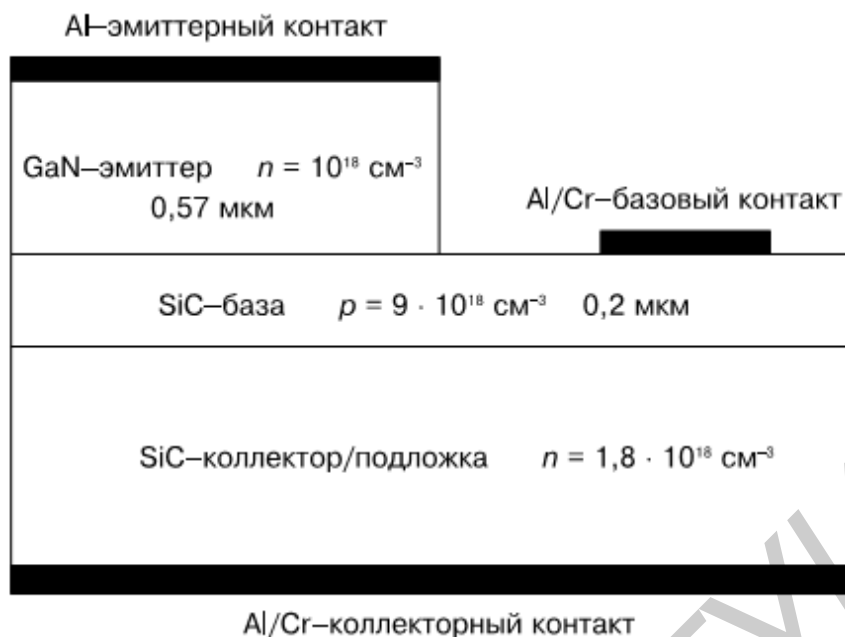 Al–эмиттерный контакт
GaN–эмиттер n = 10¹⁸ см⁻³
0,57 мкм
Al/Cr–базовый контакт
SiC–база p = 9 · 10¹⁸ см⁻³ 0,2 мкм
SiC–коллектор/подложка n = 1,8 · 10¹⁸ см⁻³
Al/Cr–коллекторный контакт